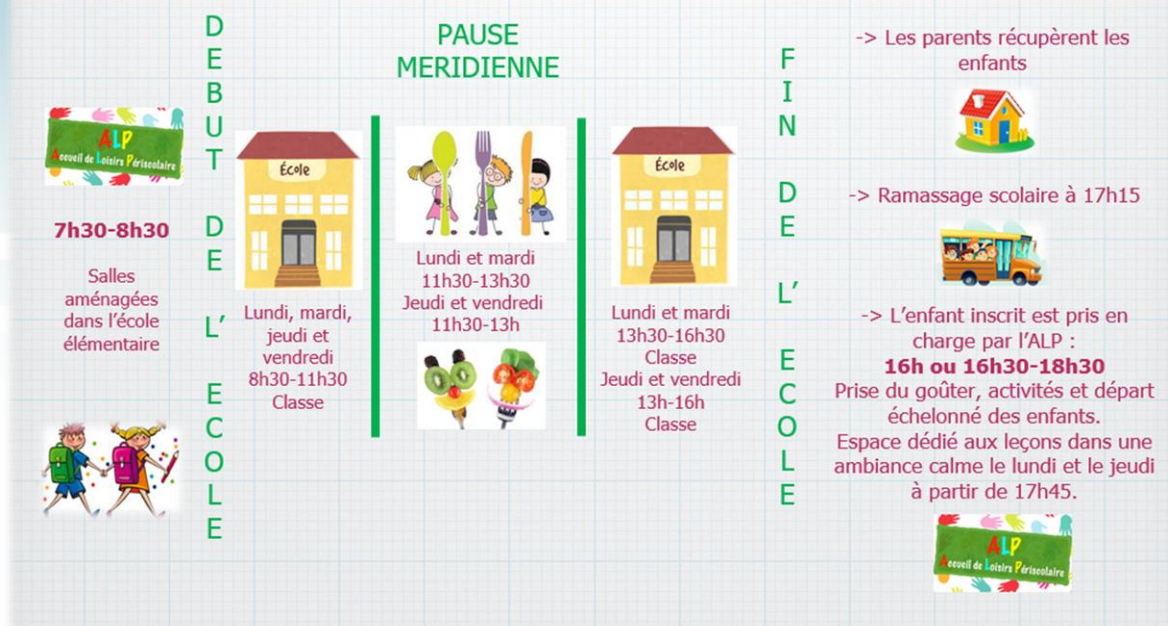 ALP
Accueil de Loisirs Périscolaire
7h30-8h30
Salles
aménagées
dans l'école
élémentaire
DEBUT DE L' ECOLE
École
Lundi, mardi,
jeudi et
vendredi
8h30-11h30
Classe
PAUSE
MERIDIENNE
Lundi et mardi
11h30-13h30
Jeudi et vendredi
11h30-13h
École
Lundi et mardi
13h30-16h30
Classe
Jeudi et vendredi
13h-16h
Classe
FIN DE L' ECOLE
-> Les parents récupèrent les
enfants
-> Ramassage scolaire à 17h15
-> L'enfant inscrit est pris en
charge par l'ALP :
16h ou 16h30-18h30
Prise du goûter, activités et départ
échelonné des enfants.
Espace dédié aux leçons dans une
ambiance calme le lundi et le jeudi
à partir de 17h45.
ALP
Accueil de Loisirs Périscolaire